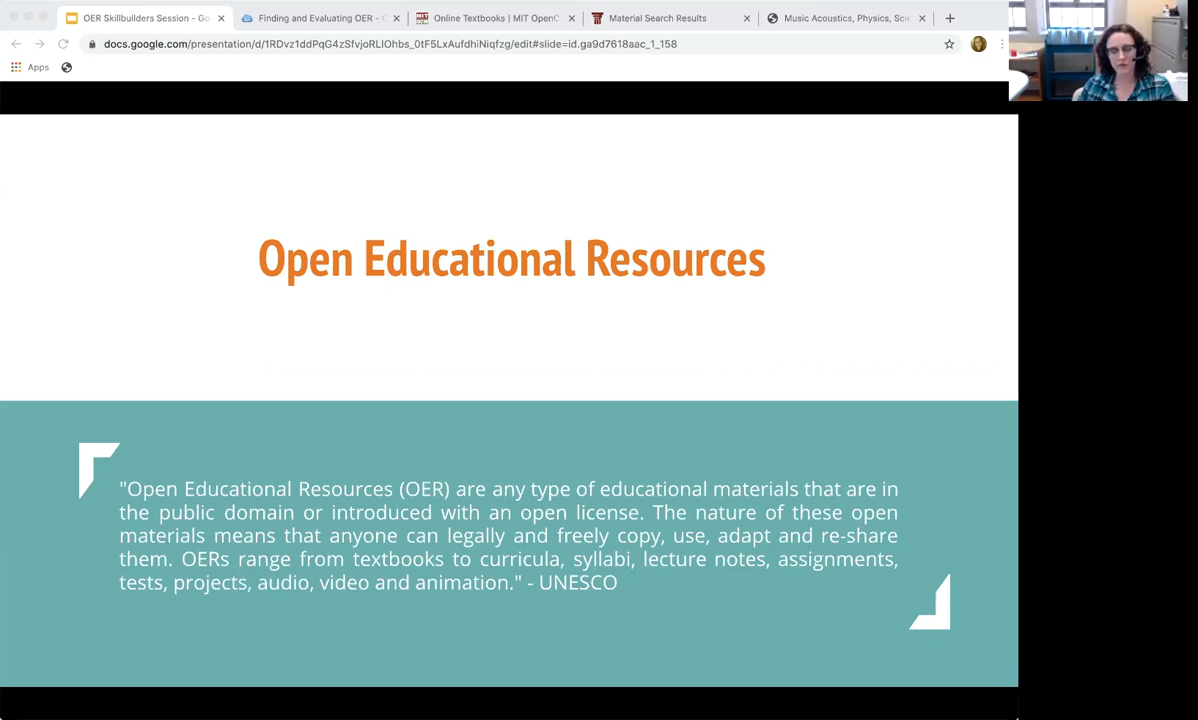 OER Skillbuilders Session - Go
Finding and Evaluating OER - C
Online Textbooks | MIT OpenC
Material Search Results
Music Acoustics, Physics, Scie
docs.google.com/presentation/d/1RDvz1ddPqG4zSfvjoRLIOhbs_0tF5LxAufdhiNiqfzg/edit#slide=id.ga9d7618aac_1_158
Apps
Open Educational Resources
"Open Educational Resources (OER) are any type of educational materials that are in
the public domain or introduced with an open license. The nature of these open
materials means that anyone can legally and freely copy, use, adapt and re-share
them. OERs range from textbooks to curricula, syllabi, lecture notes, assignments,
tests, projects, audio, video and animation." - UNESCO